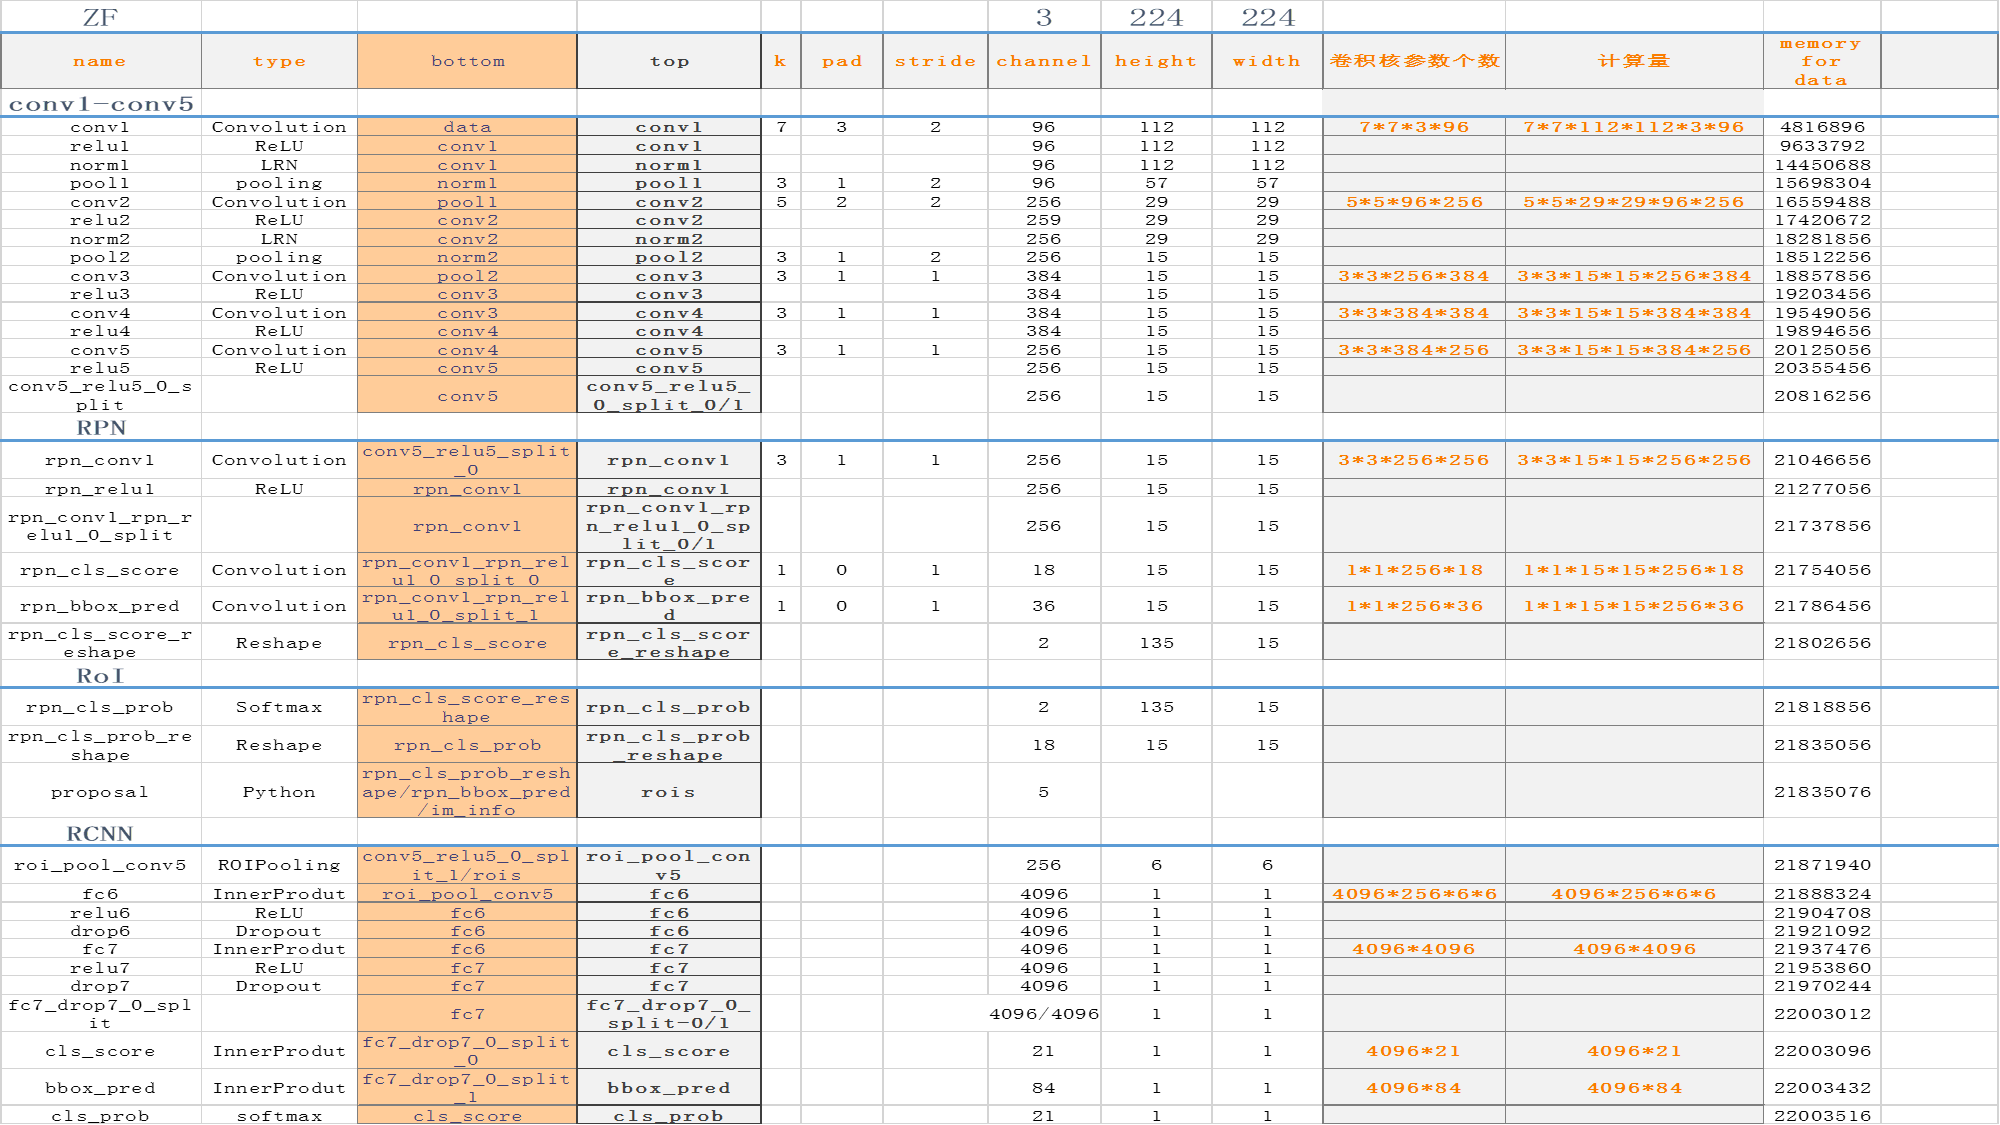 ZF 3 224 224
name type bottom top k pad stride channel height width 卷积核参数个数 计算量 memory for data
conv1-conv5
conv1 Convolution data conv1 7 3 2 96 112 112 7*7*3*96 7*7*112*112*3*96 4816896
relu1 ReLU conv1 conv1 96 112 112 9633792
norm1 LRN conv1 norm1 96 112 112 14450688
pool1 pooling norm1 pool1 3 1 2 96 57 57 15698304
conv2 Convolution pool1 conv2 5 2 2 256 29 29 5*5*96*256 5*5*29*29*96*256 16559488
relu2 ReLU conv2 conv2 259 29 29 17420672
norm2 LRN conv2 norm2 256 29 29 18281856
pool2 pooling norm2 pool2 3 1 2 256 15 15 18512256
conv3 Convolution pool2 conv3 3 1 1 384 15 15 3*3*256*384 3*3*15*15*256*384 18857856
relu3 ReLU conv3 conv3 384 15 15 19203456
conv4 Convolution conv3 conv4 3 1 1 384 15 15 3*3*384*384 3*3*15*15*384*384 19549056
relu4 ReLU conv4 conv4 384 15 15 19894656
conv5 Convolution conv4 conv5 3 1 1 256 15 15 3*3*384*256 3*3*15*15*384*256 20125056
relu5 ReLU conv5 conv5 256 15 15 20355456
conv5_relu5_0_split conv5 conv5_relu5_0_split_0/1 256 15 15 20816256
RPN
rpn_conv1 Convolution conv5_relu5_split_0 rpn_conv1 3 1 1 256 15 15 3*3*256*256 3*3*15*15*256*256 21046656
rpn_relu1 ReLU rpn_conv1 rpn_conv1 256 15 15 21277056
rpn_conv1_rpn_relu1_0_split rpn_conv1 rpn_conv1_rpn_relu1_0_split_0/1 256 15 15 21737856
rpn_cls_score Convolution rpn_conv1_rpn_relu1_0_split_0 rpn_cls_score 1 0 1 18 15 15 1*1*256*18 1*1*15*15*256*18 21754056
rpn_bbox_pred Convolution rpn_conv1_rpn_relu1_0_split_1 rpn_bbox_pred 1 0 1 36 15 15 1*1*256*36 1*1*15*15*256*36 21786456
rpn_cls_score_reshape Reshape rpn_cls_score rpn_cls_score_reshape 2 135 15 21802656
RoI
rpn_cls_prob Softmax rpn_cls_score_reshape rpn_cls_prob 2 135 15 21818856
rpn_cls_prob_reshape Reshape rpn_cls_prob rpn_cls_prob_reshape 18 15 15 21835056
proposal Python rpn_cls_prob_reshape/rpn_bbox_pred/im_info rois 5 21835076
RCNN
roi_pool_conv5 ROIPooling conv5_relu5_0_split_1/rois roi_pool_conv5 256 6 6 21871940
fc6 InnerProdut roi_pool_conv5 fc6 4096 1 1 4096*256*6*6 4096*256*6*6 21888324
relu6 ReLU fc6 fc6 4096 1 1 21904708
drop6 Dropout fc6 fc6 4096 1 1 21921092
fc7 InnerProdut fc6 fc7 4096 1 1 4096*4096 4096*4096 21937476
relu7 ReLU fc7 fc7 4096 1 1 21953860
drop7 Dropout fc7 fc7 4096 1 1 21970244
fc7_drop7_0_split fc7 fc7_drop7_0_split-0/1 4096/4096 1 1 22003012
cls_score InnerProdut fc7_drop7_0_split_0 cls_score 21 1 1 4096*21 4096*21 22003096
bbox_pred InnerProdut fc7_drop7_0_split_1 bbox_pred 84 1 1 4096*84 4096*84 22003432
cls_prob softmax cls_score cls_prob 21 1 1 22003516